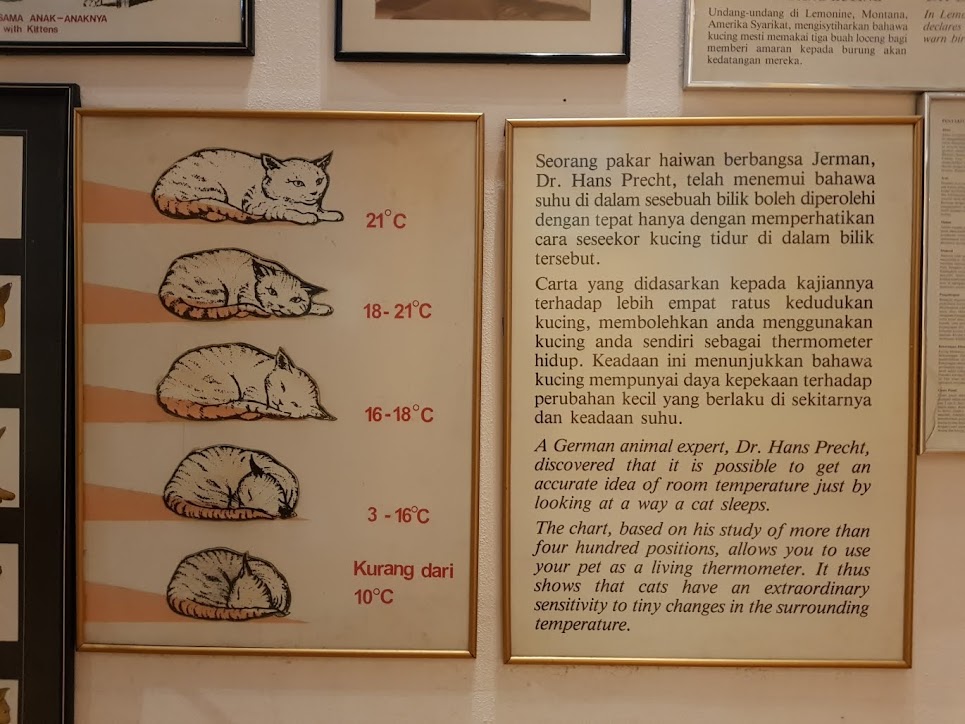 SAMA ANAK-ANAKNYA
with Kittens
Undang-undang di Lemonine, Montana,
Amerika Syarikat, mengisytiharkan bahawa
kucing mesti memakai tiga buah loceng bagi
memberi amaran kepada burung akan
kedatangan mereka.
In Lemo
declares
warn bir
21°C
18-21°C
16-18°C
3-16°C
Kurang dari
10°C
Seorang pakar haiwan berbangsa Jerman,
Dr. Hans Precht, telah menemui bahawa
suhu di dalam sesebuah bilik boleh diperolehi
dengan tepat hanya dengan memperhatikan
cara seseekor kucing tidur di dalam bilik
tersebut.
Carta yang didasarkan kepada kajiannya
terhadap lebih empat ratus kedudukan
kucing, membolehkan anda menggunakan
kucing anda sendiri sebagai thermometer
hidup. Keadaan ini menunjukkan bahawa
kucing mempunyai daya kepekaan terhadap
perubahan kecil yang berlaku di sekitarnya
dan keadaan suhu.
A German animal expert, Dr. Hans Precht,
discovered that it is possible to get an
accurate idea of room temperature just by
looking at a way a cat sleeps.
The chart, based on his study of more than
four hundred positions, allows you to use
your pet as a living thermometer. It thus
shows that cats have an extraordinary
sensitivity to tiny changes in the surrounding
temperature.